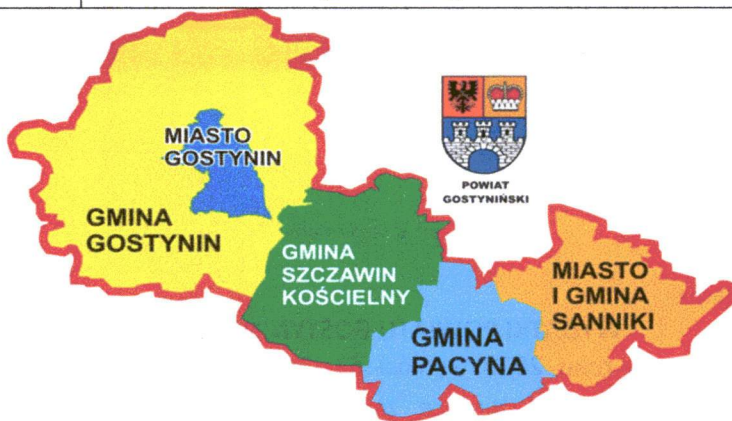 MIASTO
GOSTYNIN
POWIAT
GOSTYNIŃSKI
GMINA
GOSTYNIN
GMINA
SZCZAWIN
KOŚCIELNY
MIASTO
I GMINA
SANNIKI
GMINA
PACYNA